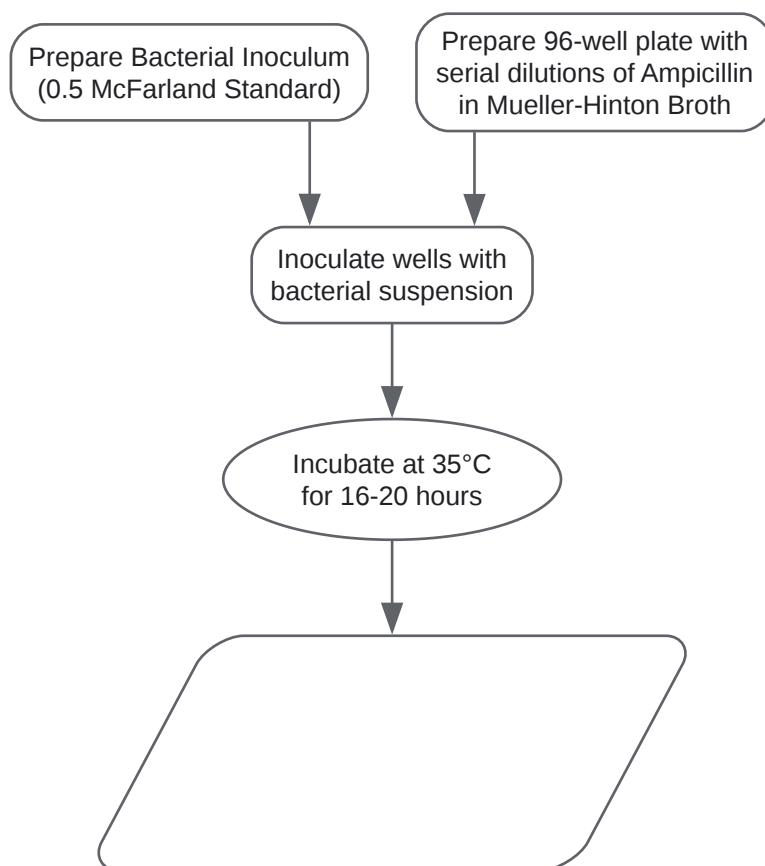 Prepare Bacterial Inoculum
(0.5 McFarland Standard)
Prepare 96-well plate with
serial dilutions of Ampicillin
in Mueller-Hinton Broth
Inoculate wells with
bacterial suspension
Incubate at 35°C
for 16-20 hours